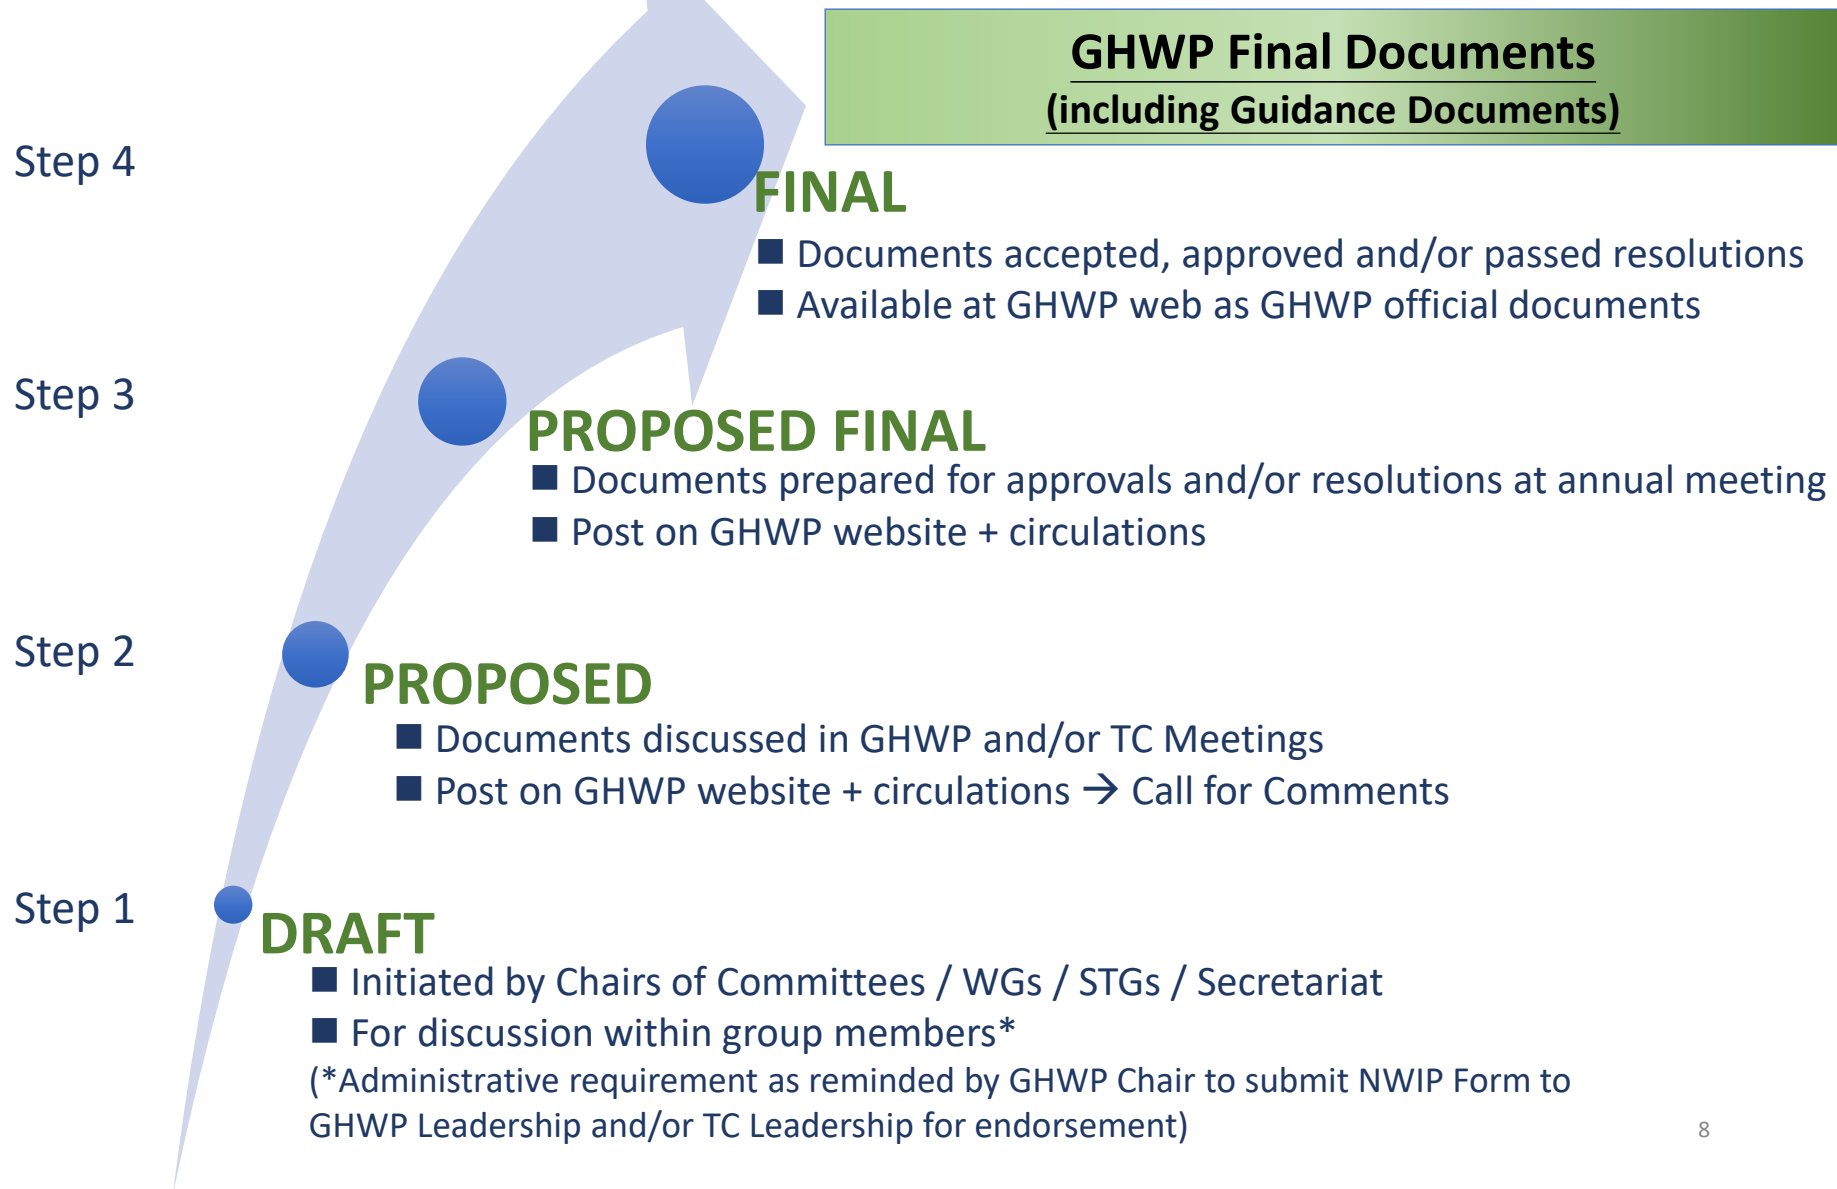 GHWP Final Documents
(including Guidance Documents)
Step 4
FINAL
■ Documents accepted, approved and/or passed resolutions
■ Available at GHWP web as GHWP official documents
Step 3
PROPOSED FINAL
■ Documents prepared for approvals and/or resolutions at annual meeting
■ Post on GHWP website + circulations
Step 2
PROPOSED
■ Documents discussed in GHWP and/or TC Meetings
■ Post on GHWP website + circulations → Call for Comments
Step 1
DRAFT
■ Initiated by Chairs of Committees / WGs / STGs / Secretariat
■ For discussion within group members*
(*Administrative requirement as reminded by GHWP Chair to submit NWIP Form to
GHWP Leadership and/or TC Leadership for endorsement)
8